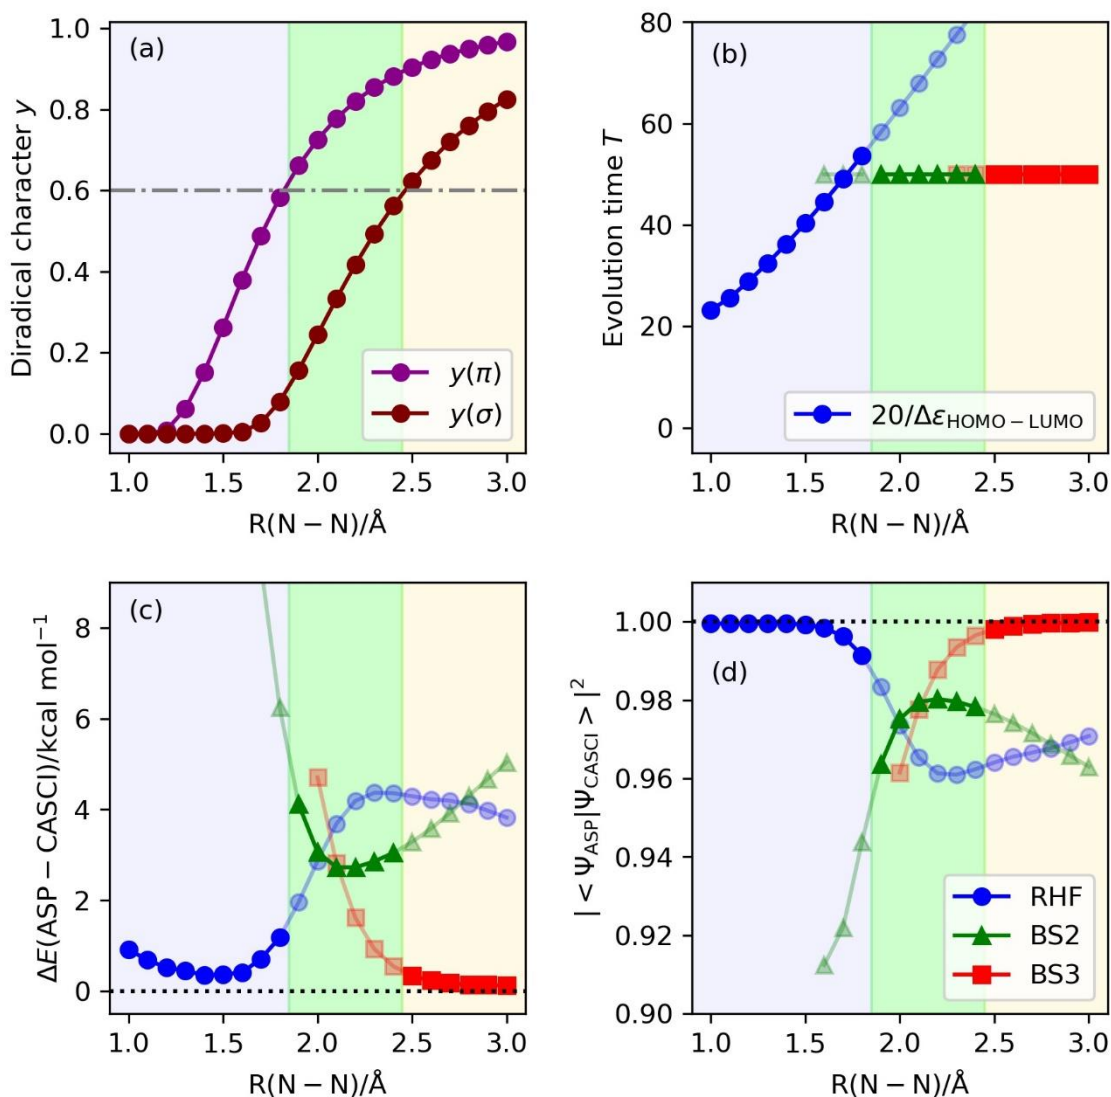 (a)
Diradical character y
1.0
0.8
0.6
0.4
0.2
0.0
y(π)
y(σ)
1.0 1.5 2.0 2.5 3.0
R(N − N)/Å
(b)
Evolution time T
80
60
40
20
0
20/Δε_HOMO − LUMO
1.0 1.5 2.0 2.5 3.0
R(N − N)/Å
(c)
ΔE(ASP − CASCI)/kcal mol⁻¹
8
6
4
2
0
1.0 1.5 2.0 2.5 3.0
R(N − N)/Å
(d)
| < Ψ_ASP|Ψ_CASCI > |²
1.00
0.98
0.96
0.94
0.92
0.90
RHF
BS2
BS3
1.0 1.5 2.0 2.5 3.0
R(N − N)/Å